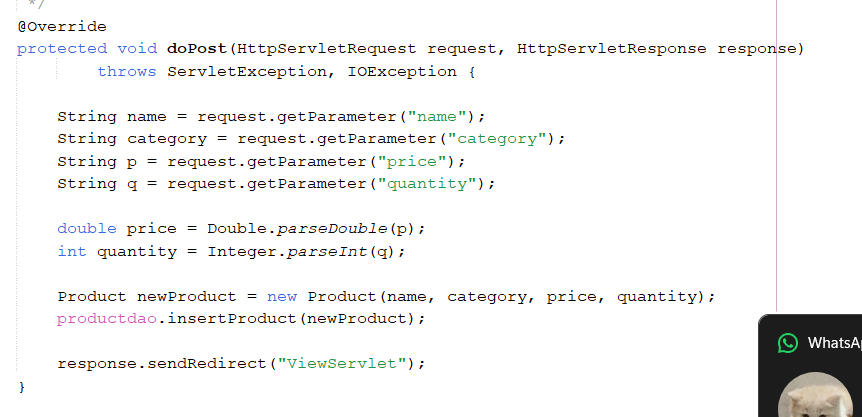 */
@Override
protected void doPost(HttpServletRequest request, HttpServletResponse response)
        throws ServletException, IOException {

    String name = request.getParameter("name");
    String category = request.getParameter("category");
    String p = request.getParameter("price");
    String q = request.getParameter("quantity");

    double price = Double.parseDouble(p);
    int quantity = Integer.parseInt(q);

    Product newProduct = new Product(name, category, price, quantity);
    productdao.insertProduct(newProduct);

    response.sendRedirect("ViewServlet");
}